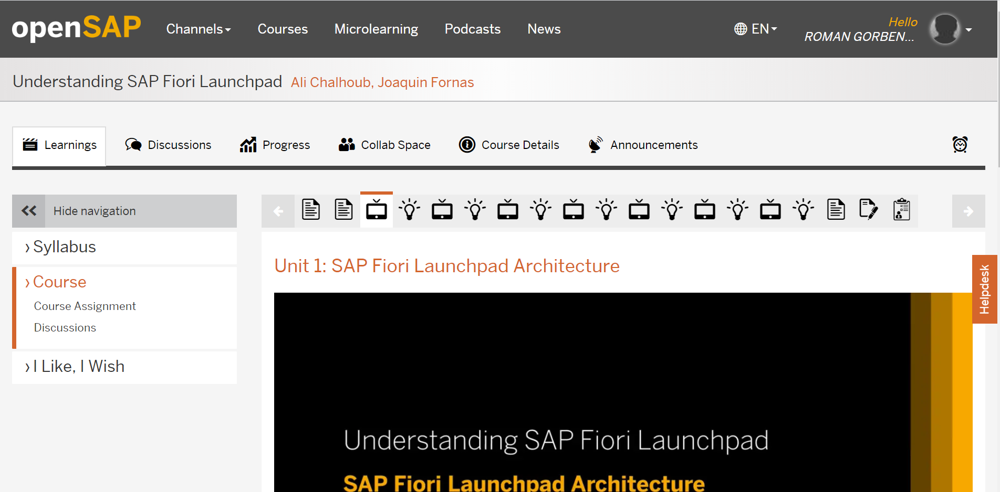 openSAP Channels Courses Microlearning Podcasts News EN Hello
ROMAN GORBEN...
Understanding SAP Fiori Launchpad Ali Chalhoub, Joaquin Fornas
Learnings Discussions Progress Collab Space Course Details Announcements
Hide navigation
Syllabus
Course
Course Assignment
Discussions
I Like, I Wish
Unit 1: SAP Fiori Launchpad Architecture
Helpdesk
Understanding SAP Fiori Launchpad
SAP Fiori Launchpad Architecture